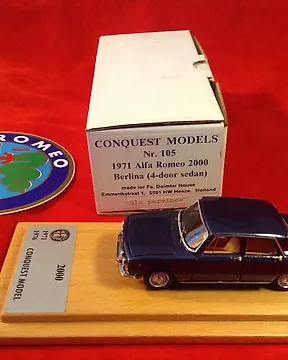 CONQUEST MODELS
Nr. 105
1971 Alfa Romeo 2000
Berlina (4-door sedan)
made for Fa. Daimler House
Emmerikstraat 1, 5591 HW Heeze, Holland
ROMEO
2000
CONQUEST MODEL